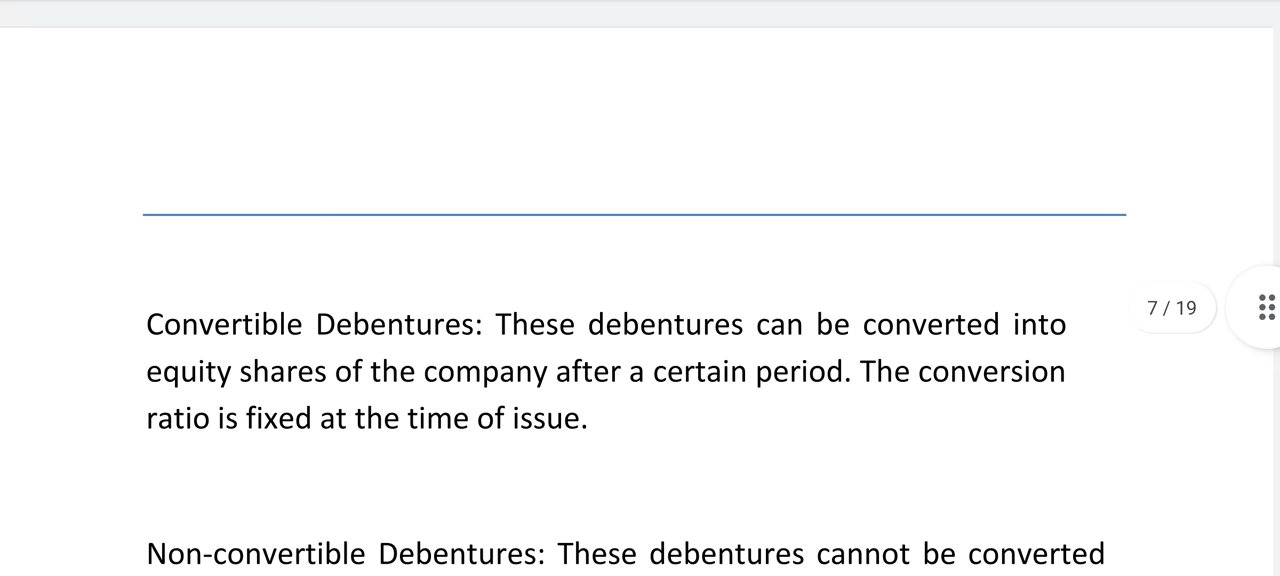 Convertible Debentures: These debentures can be converted into
equity shares of the company after a certain period. The conversion
ratio is fixed at the time of issue.
7 / 19
Non-convertible Debentures: These debentures cannot be converted